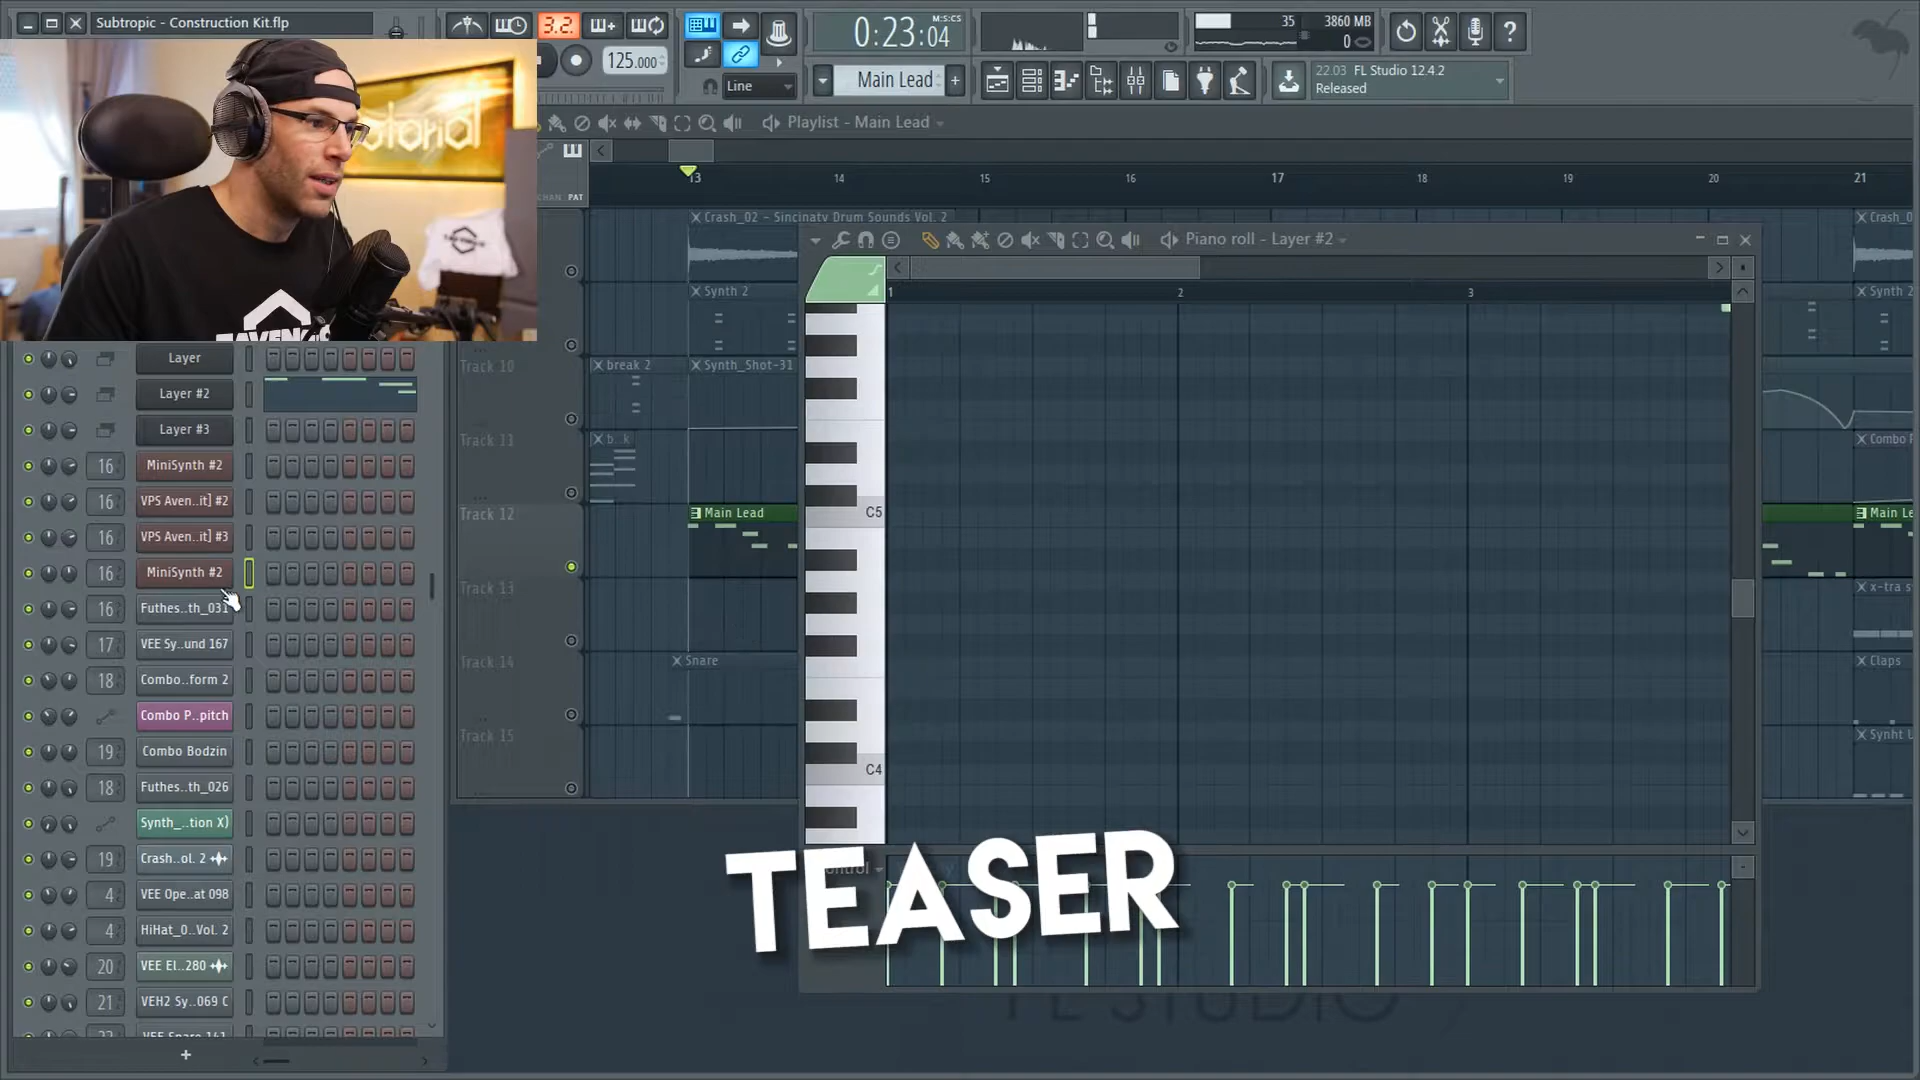 Subtropic - Construction Kit.flp
3.2.
125.000
Line
0:23:04
M:S:CS
Main Lead
35
3860 MB
0
22.03 FL Studio 12.4.2
Released
Playlist - Main Lead
13 14 15 16 17 18 19 20 21
PAT
Crash_02 - Sincinaty Drum Sounds Vol. 2
Synth 2
break 2
Synth_Shot-31
b..k
Main Lead
Snare
Track 10
Track 11
Track 12
Track 13
Track 14
Track 15
Piano roll - Layer #2
1 2 3
C5
C4
Crash_0
Synth 2
Combo F
Main Le
x-tra s
Claps
Synht U
Layer
Layer #2
Layer #3
16 MiniSynth #2
16 VPS Aven..it] #2
16 VPS Aven..it] #3
16 MiniSynth #2
16 Futhes..th_031
17 VEE Sy..und 167
18 Combo..form 2
Combo P..pitch
19 Combo Bodzin
18 Futhes..th_026
Synth_..tion X)
19 Crash..ol. 2
4 VEE Ope..at 098
4 HiHat_0..Vol. 2
20 VEE El..280
21 VEH2 Sy..069 C
TEASER
FL STUDIO